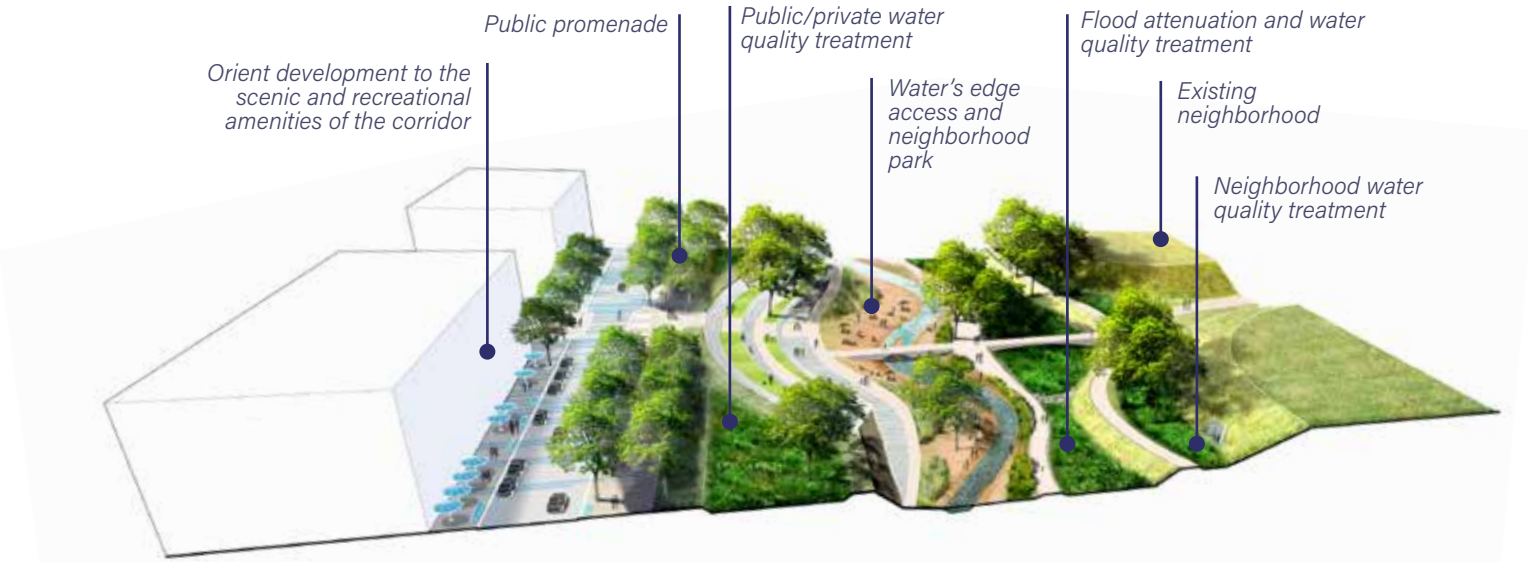 Orient development to the
scenic and recreational
amenities of the corridor
Public promenade
Public/private water
quality treatment
Water's edge
access and
neighborhood
park
Flood attenuation and water
quality treatment
Existing
neighborhood
Neighborhood water
quality treatment